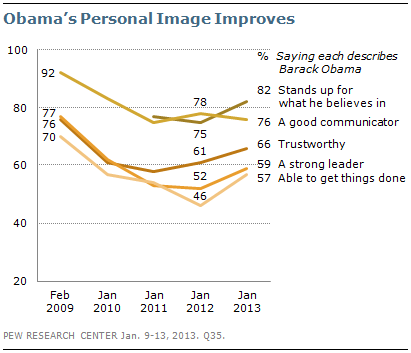 Obama's Personal Image Improves
% Saying each describes
Barack Obama
100
80
60
40
20
92
77
76
70
78
75
61
52
46
82 Stands up for
what he believes in
76 A good communicator
66 Trustworthy
59 A strong leader
57 Able to get things done
Feb Jan Jan Jan Jan
2009 2010 2011 2012 2013
PEW RESEARCH CENTER Jan. 9-13, 2013. Q35.